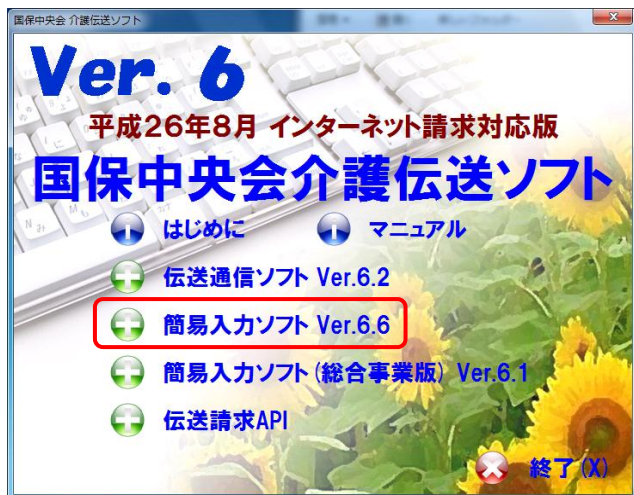 国保中央会 介護伝送ソフト
Ver. 6
平成26年8月 インターネット請求対応版
国保中央会介護伝送ソフト
はじめに マニュアル
伝送通信ソフト Ver.6.2
簡易入力ソフト Ver.6.6
簡易入力ソフト(総合事業版) Ver.6.1
伝送請求API
終了(X)